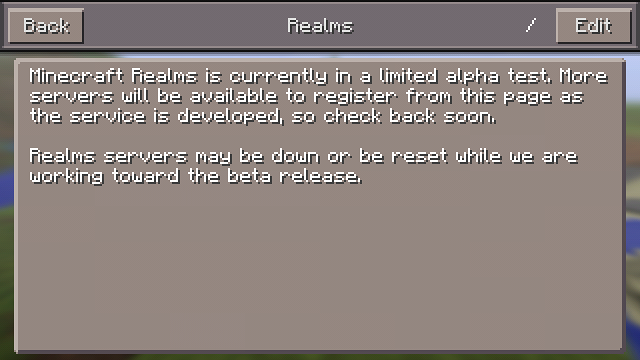 Back Realms / Edit
Minecraft Realms is currently in a limited alpha test. More
servers will be available to register from this page as
the service is developed, so check back soon.
Realms servers may be down or be reset while we are
working toward the beta release.